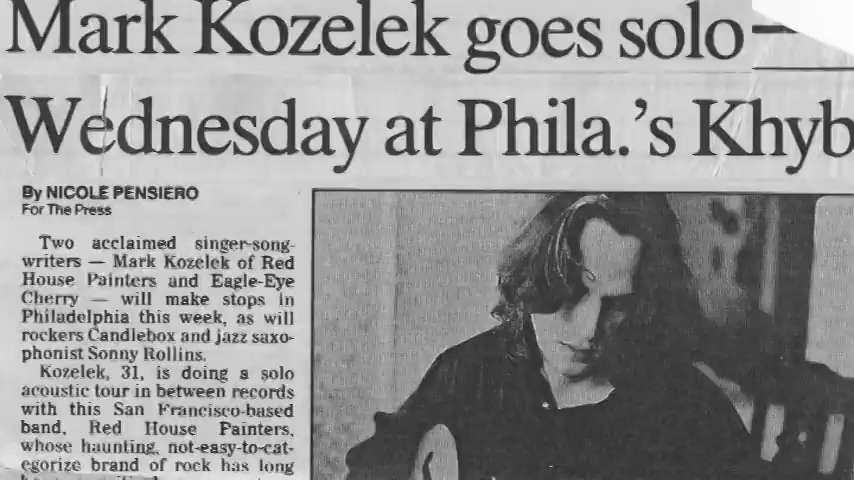 Mark Kozelek goes solo —
Wednesday at Phila.'s Khyb
By NICOLE PENSIERO
For The Press
Two acclaimed singer-song-
writers — Mark Kozelek of Red
House Painters and Eagle-Eye
Cherry — will make stops in
Philadelphia this week, as will
rockers Candlebox and jazz saxo-
phonist Sonny Rollins.
Kozelek, 31, is doing a solo
acoustic tour in between records
with this San Francisco-based
band, Red House Painters,
whose haunting, not-easy-to-cat-
egorize brand of rock has long